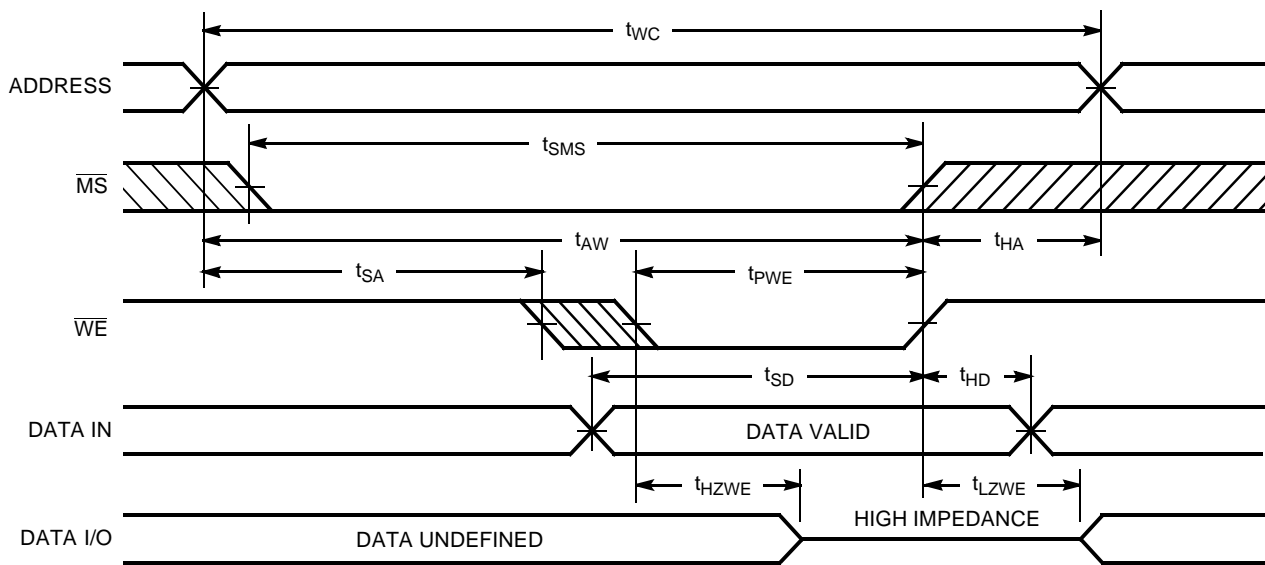 tWC
ADDRESS
tSMS
MS
tAW
tHA
tSA
tPWE
WE
tSD
tHD
DATA IN
DATA VALID
tHZWE
tLZWE
HIGH IMPEDANCE
DATA I/O
DATA UNDEFINED